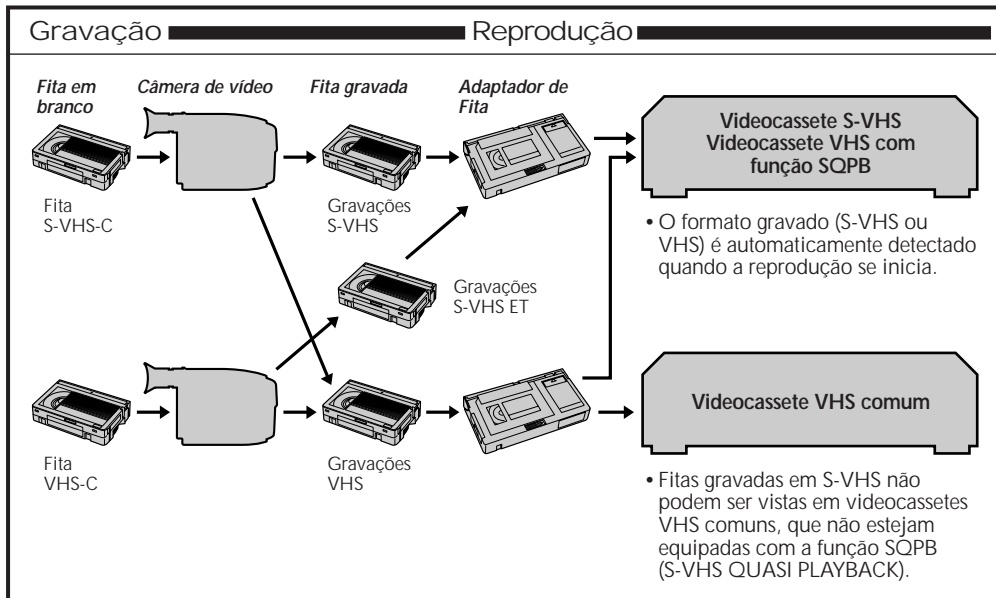 Gravação
Reprodução
Fita em
branco
Câmera de vídeo
Fita gravada
Adaptador de
Fita
Fita
S-VHS-C
Gravações
S-VHS
Videocassete S-VHS
Videocassete VHS com
função SQPB
• O formato gravado (S-VHS ou
VHS) é automaticamente detectado
quando a reprodução se inicia.
Gravações
S-VHS ET
Fita
VHS-C
Gravações
VHS
Videocassete VHS comum
• Fitas gravadas em S-VHS não
podem ser vistas em videocassetes
VHS comuns, que não estejam
equipadas com a função SQPB
(S-VHS QUASI PLAYBACK).